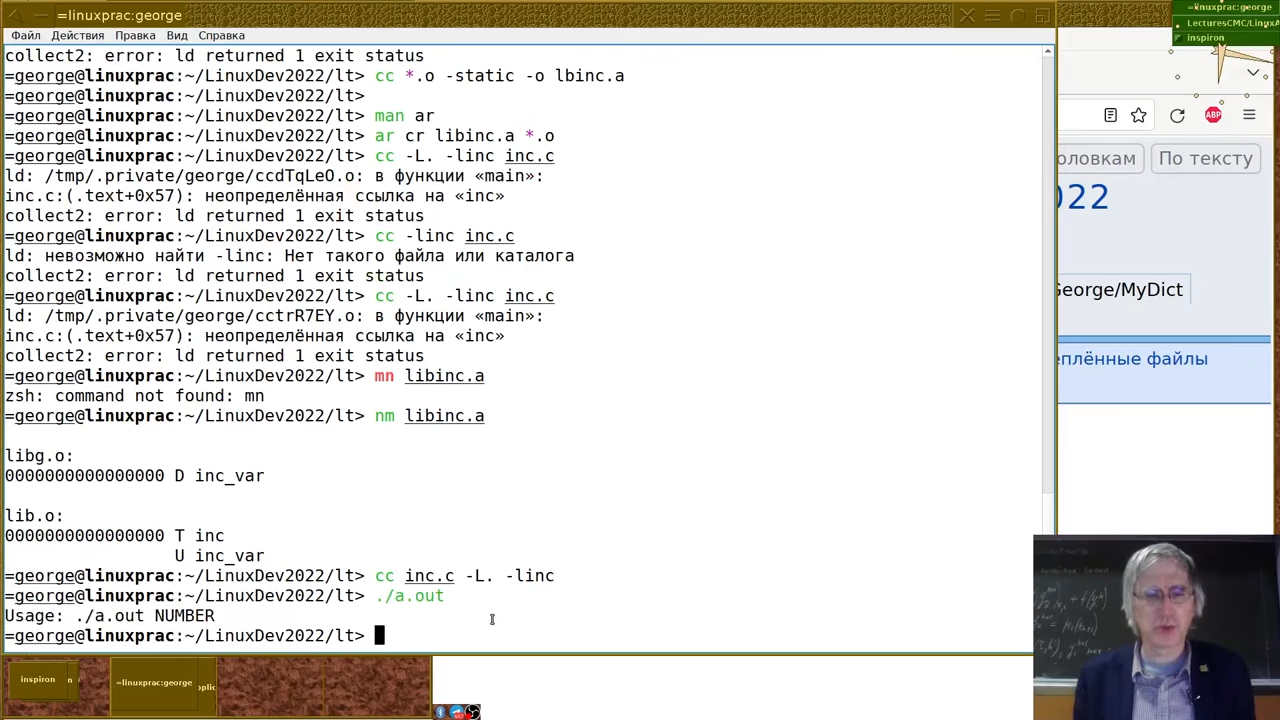 =linuxprac:george
Файл Действия Правка Вид Справка
collect2: error: ld returned 1 exit status
=george@linuxprac:~/LinuxDev2022/lt> cc *.o -static -o lbinc.a
=george@linuxprac:~/LinuxDev2022/lt>
=george@linuxprac:~/LinuxDev2022/lt> man ar
=george@linuxprac:~/LinuxDev2022/lt> ar cr libinc.a *.o
=george@linuxprac:~/LinuxDev2022/lt> cc -L. -linc inc.c
ld: /tmp/.private/george/ccdTqLeO.o: в функции «main»:
inc.c:(.text+0x57): неопределённая ссылка на «inc»
collect2: error: ld returned 1 exit status
=george@linuxprac:~/LinuxDev2022/lt> cc -linc inc.c
ld: невозможно найти -linc: Нет такого файла или каталога
collect2: error: ld returned 1 exit status
=george@linuxprac:~/LinuxDev2022/lt> cc -L. -linc inc.c
ld: /tmp/.private/george/cctrR7EY.o: в функции «main»:
inc.c:(.text+0x57): неопределённая ссылка на «inc»
collect2: error: ld returned 1 exit status
=george@linuxprac:~/LinuxDev2022/lt> mn libinc.a
zsh: command not found: mn
=george@linuxprac:~/LinuxDev2022/lt> nm libinc.a
libg.o:
0000000000000000 D inc_var
lib.o:
0000000000000000 T inc
U inc_var
=george@linuxprac:~/LinuxDev2022/lt> cc inc.c -L. -linc
=george@linuxprac:~/LinuxDev2022/lt> ./a.out
Usage: ./a.out NUMBER
=george@linuxprac:~/LinuxDev2022/lt>
=linuxprac:george
LecturesCMC/LinuxA
inspiron
ABP
оловкам По тексту
022
George/MyDict
еплённые файлы
inspiron
=linuxprac:george